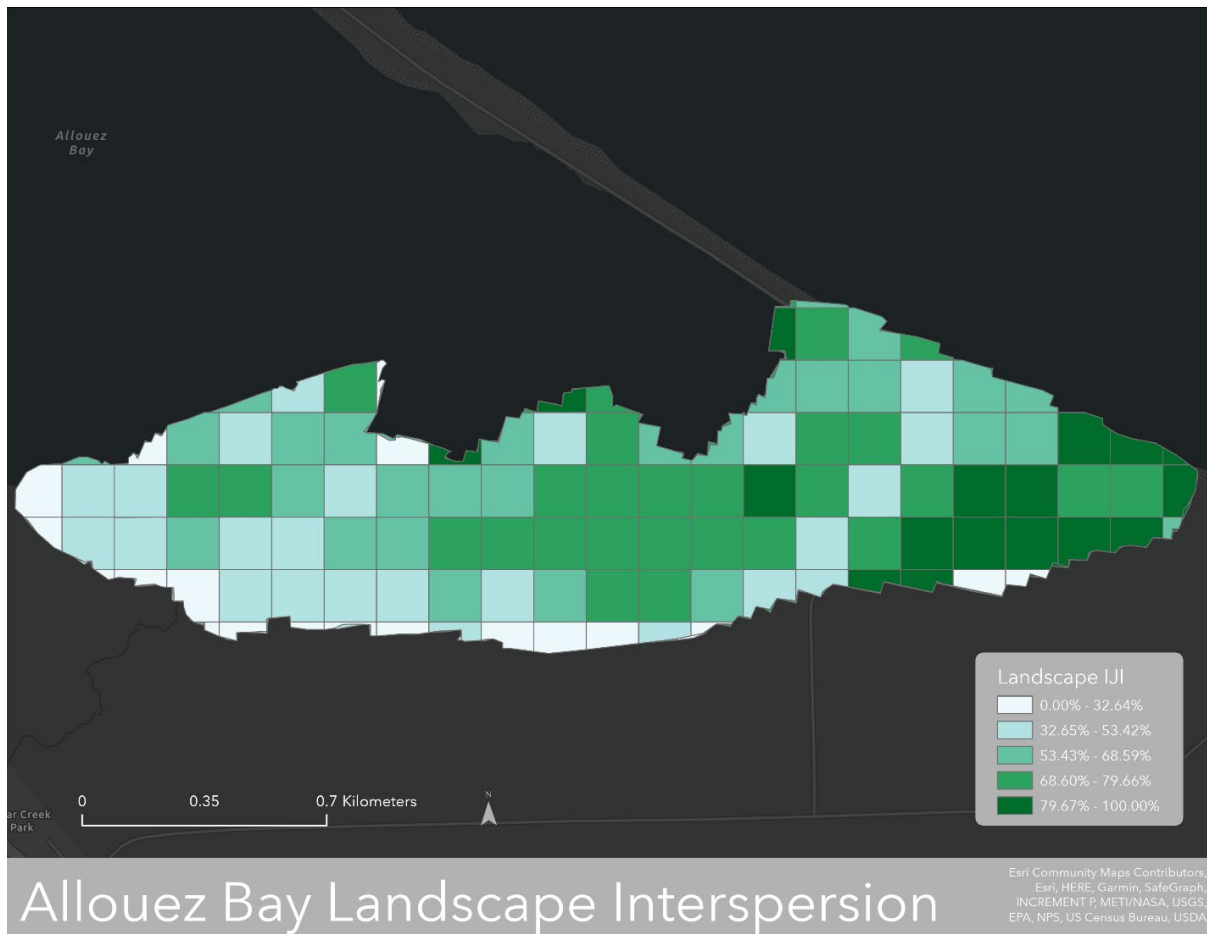 Allouez
Bay
Landscape IJI
0.00% - 32.64%
32.65% - 53.42%
53.43% - 68.59%
68.60% - 79.66%
79.67% - 100.00%
N
0 0.35 0.7 Kilometers
ar Creek
Park
Allouez Bay Landscape Interspersion
Esri Community Maps Contributors,
Esri, HERE, Garmin, SafeGraph,
INCREMENT P, METI/NASA, USGS,
EPA, NPS, US Census Bureau, USDA